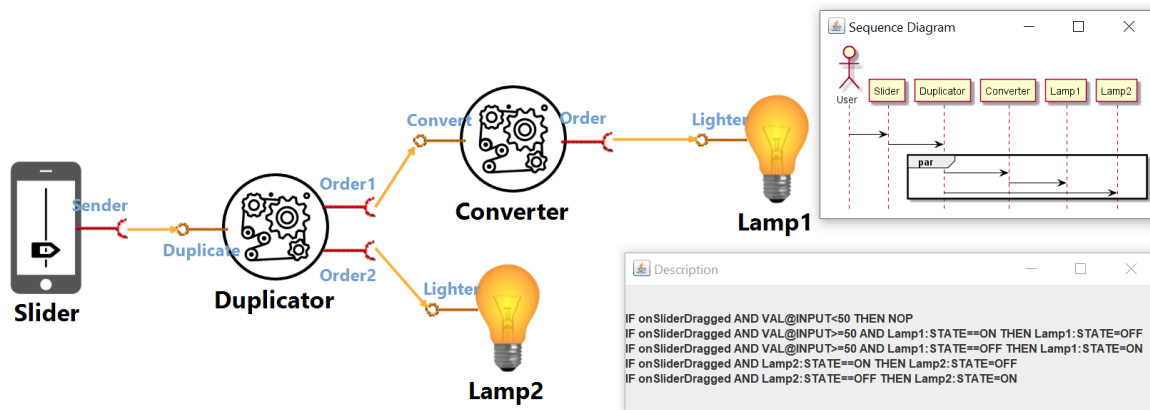 Sequence Diagram
User
Slider
Duplicator
Converter
Lamp1
Lamp2
par
Sender
Slider
Duplicate
Duplicator
Order1
Order2
Convert
Converter
Order
Lighter
Lamp1
Lighter
Lamp2
Description
IF onSliderDragged AND VAL@INPUT<50 THEN NOP
IF onSliderDragged AND VAL@INPUT>=50 AND Lamp1:STATE==ON THEN Lamp1:STATE=OFF
IF onSliderDragged AND VAL@INPUT>=50 AND Lamp1:STATE==OFF THEN Lamp1:STATE=ON
IF onSliderDragged AND Lamp2:STATE==ON THEN Lamp2:STATE=OFF
IF onSliderDragged AND Lamp2:STATE==OFF THEN Lamp2:STATE=ON